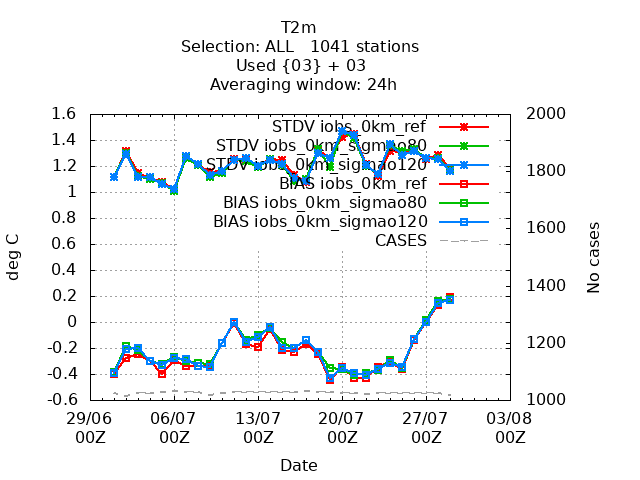 T2m
Selection: ALL   1041 stations
Used {03} + 03
Averaging window: 24h
1.6
1.4
1.2
1
0.8
0.6
0.4
0.2
0
-0.2
-0.4
-0.6
deg C
2000
1800
1600
1400
1200
1000
No cases
STDV iobs_0km_ref
STDV iobs_0km_sigmao80
STDV iobs_0km_sigmao120
BIAS iobs_0km_ref
BIAS iobs_0km_sigmao80
BIAS iobs_0km_sigmao120
CASES
29/06 06/07 13/07 20/07 27/07 03/08
00Z 00Z 00Z 00Z 00Z 00Z
Date